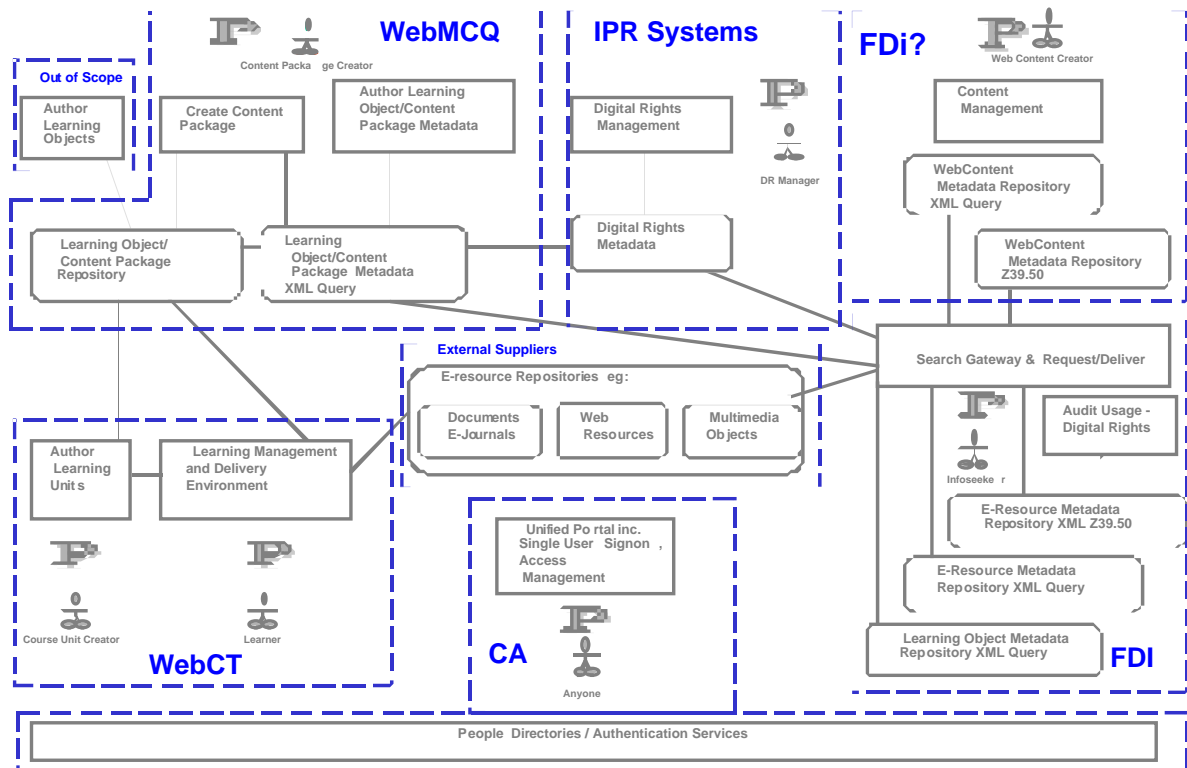 WebMCQ
IPR Systems
FDi?
Content Packa ge Creator
Web Content Creator
Out of Scope
Author
Learning
Objects
Create Content
Package
Author Learning
Object/Content
Package Metadata
Digital Rights
Management
DR Manager
Content
Management
WebContent
Metadata Repository
XML Query
Learning Object/
Content Package
Repository
Learning
Object/Content
Package Metadata
XML Query
Digital Rights
Metadata
WebContent
Metadata Repository
Z39.50
External Suppliers
E-resource Repositories eg:
Documents
E-Journals
Web
Resources
Multimedia
Objects
Search Gateway & Request/Deliver
Audit Usage -
Digital Rights
Infoseeke r
Author
Learning
Units
Learning Management
and Delivery
Environment
E-Resource Metadata
Repository XML Z39.50
Unified Po rtal inc.
Single User Signon ,
Access
Management
E-Resource Metadata
Repository XML Query
Course Unit Creator
Learner
Learning Object Metadata
Repository XML Query
WebCT
CA
FDI
Anyone
People Directories / Authentication Services